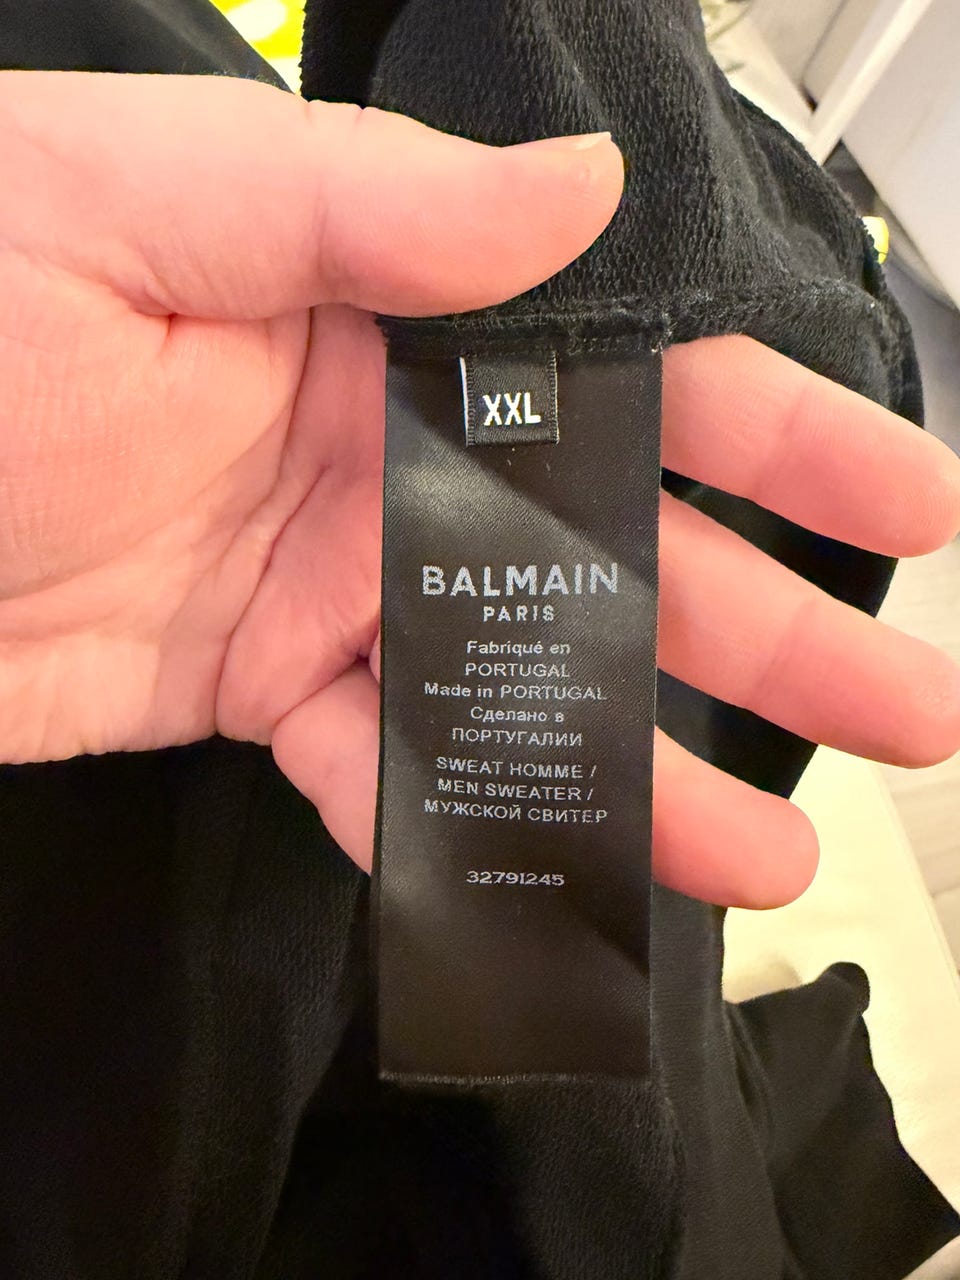 XXL
BALMAIN
PARIS
Fabriqué en
PORTUGAL
Made in PORTUGAL
Сделано в
ПОРТУГАЛИИ
SWEAT HOMME /
MEN SWEATER /
МУЖСКОЙ СВИТЕР
32791245